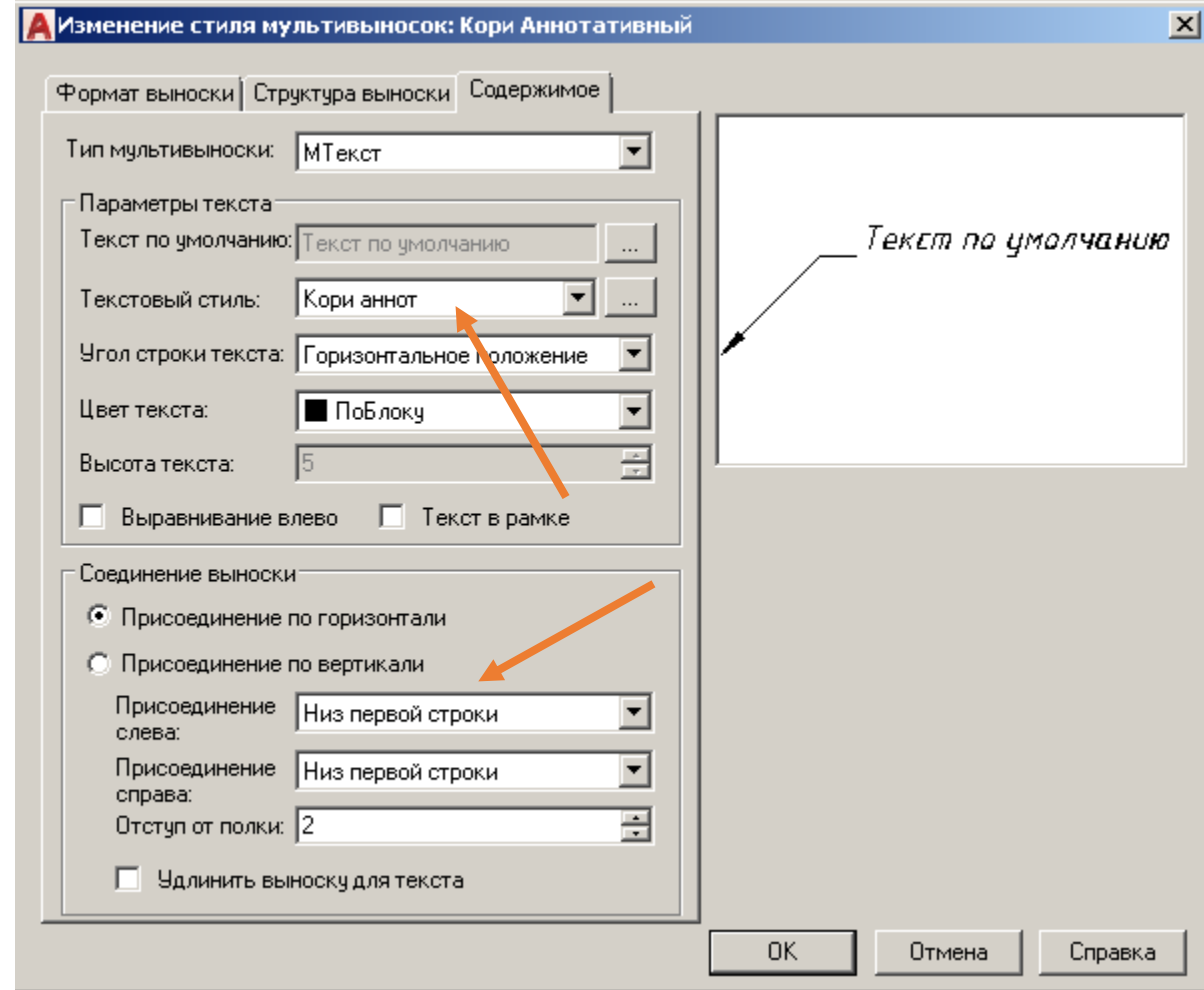 Изменение стиля мультивыносок: Кори Аннотативный
Формат выноски Структура выноски Содержимое
Тип мультивыноски: МТекст
Параметры текста
Текст по умолчанию: Текст по умолчанию ...
Текст по умолчанию
Текстовый стиль: Кори аннот ...
Угол строки текста: Горизонтальное положение
Цвет текста: ПоБлоку
Высота текста: 5
Выравнивание влево Текст в рамке
Соединение выноски
Присоединение по горизонтали
Присоединение по вертикали
Присоединение
слева:
Низ первой строки
Присоединение
справа:
Низ первой строки
Отступ от полки: 2
Удлинить выноску для текста
OK Отмена Справка